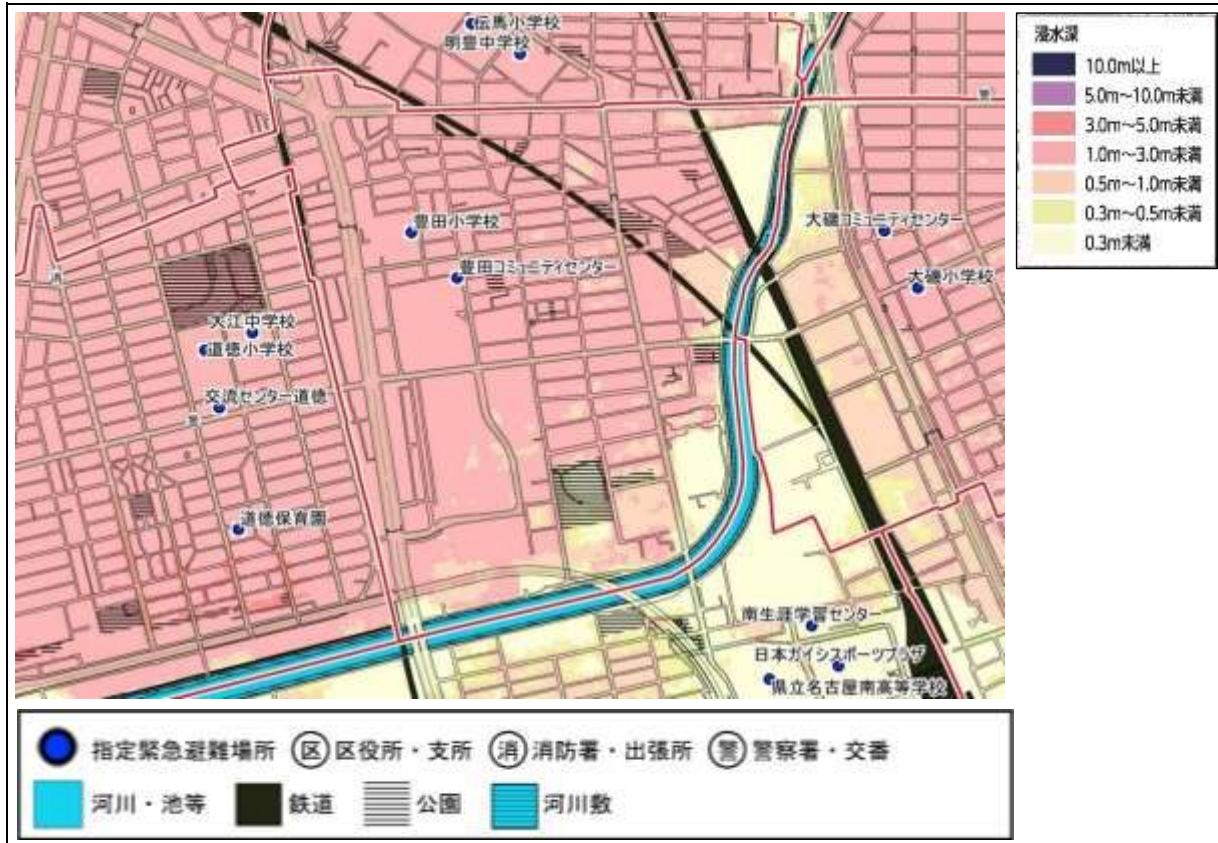 伝馬小学校
明豊中学校
警
豊田小学校
大磯コミュニティセンター
豊田コミュニティセンター
消
大磯小学校
大江中学校
道徳小学校
交流センター道徳
警
道徳保育園
南生涯学習センター
日本ガイシスポーツプラザ
県立名古屋南高等学校
浸水深
10.0m以上
5.0m~10.0m未満
3.0m~5.0m未満
1.0m~3.0m未満
0.5m~1.0m未満
0.3m~0.5m未満
0.3m未満
指定緊急避難場所 区 区役所・支所 消 消防署・出張所 警 警察署・交番
河川・池等 鉄道 公園 河川敷